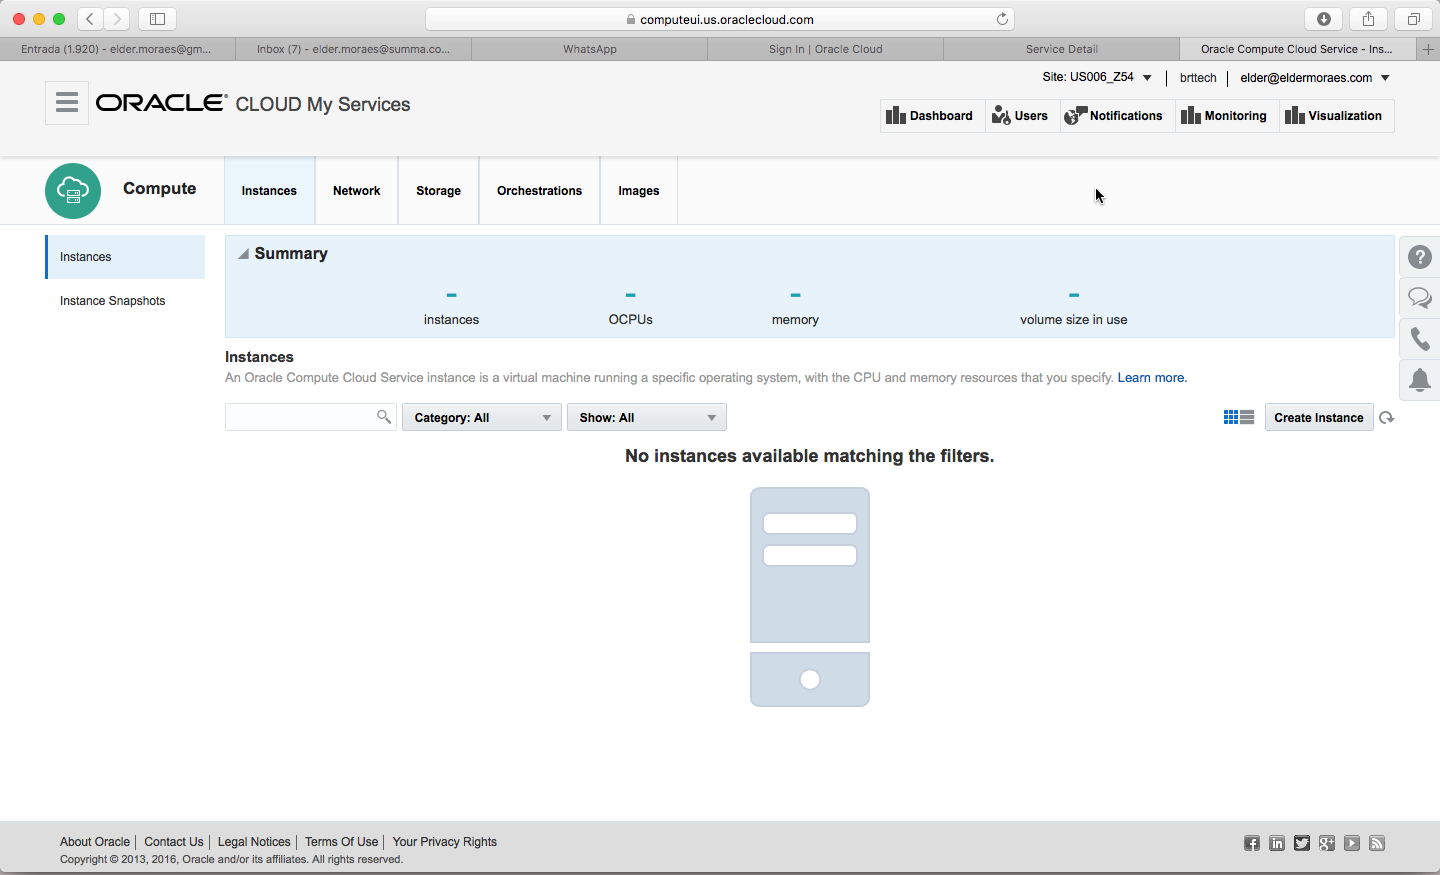 computeui.us.oraclecloud.com
Entrada (1.920) - elder.moraes@gm...
Inbox (7) - elder.moraes@summa.co...
WhatsApp
Sign In | Oracle Cloud
Service Detail
Oracle Compute Cloud Service - Ins...
Site: US006_Z54
brttech
elder@eldermoraes.com
ORACLE® CLOUD My Services
Dashboard
Users
Notifications
Monitoring
Visualization
Compute
Instances
Network
Storage
Orchestrations
Images
Instances
Instance Snapshots
Summary
- - - -
instances OCPUs memory volume size in use
Instances
An Oracle Compute Cloud Service instance is a virtual machine running a specific operating system, with the CPU and memory resources that you specify. Learn more.
Category: All
Show: All
Create Instance
No instances available matching the filters.
About Oracle | Contact Us | Legal Notices | Terms Of Use | Your Privacy Rights
Copyright © 2013, 2016, Oracle and/or its affiliates. All rights reserved.